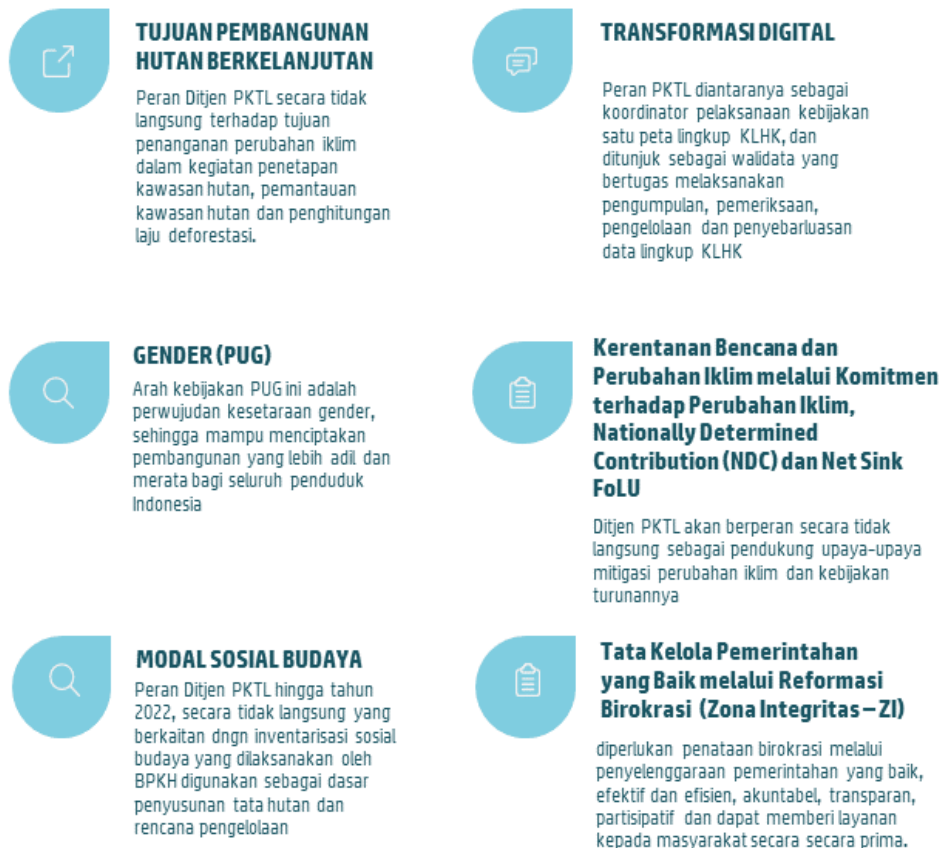 TUJUAN PEMBANGUNAN
HUTAN BERKELANJUTAN
Peran Ditjen PKTL secara tidak
langsung terhadap tujuan
penanganan perubahan iklim
dalam kegiatan penetapan
kawasan hutan, pemantauan
kawasan hutan dan penghitungan
laju deforestasi.
TRANSFORMASI DIGITAL
Peran PKTL diantaranya sebagai
koordinator pelaksanaan kebijakan
satu peta lingkup KLHK, dan
ditunjuk sebagai walidata yang
bertugas melaksanakan
pengumpulan, pemeriksaan,
pengelolaan dan penyebarluasan
data lingkup KLHK
GENDER (PUG)
Arah kebijakan PUG ini adalah
perwujudan kesetaraan gender,
sehingga mampu menciptakan
pembangunan yang lebih adil dan
merata bagi seluruh penduduk
Indonesia
Kerentanan Bencana dan
Perubahan Iklim melalui Komitmen
terhadap Perubahan Iklim,
Nationally Determined
Contribution (NDC) dan Net Sink
FoLU
Ditjen PKTL akan berperan secara tidak
langsung sebagai pendukung upaya-upaya
mitigasi perubahan iklim dan kebijakan
turunannya
MODAL SOSIAL BUDAYA
Peran Ditjen PKTL hingga tahun
2022, secara tidak langsung yang
berkaitan dngn inventarisasi sosial
budaya yang dilaksanakan oleh
BPKH digunakan sebagai dasar
penyusunan tata hutan dan
rencana pengelolaan
Tata Kelola Pemerintahan
yang Baik melalui Reformasi
Birokrasi (Zona Integritas – ZI)
diperlukan penataan birokrasi melalui
penyelenggaraan pemerintahan yang baik,
efektif dan efisien, akuntabel, transparan,
partisipatif dan dapat memberi layanan
kepada masyarakat secara secara prima.